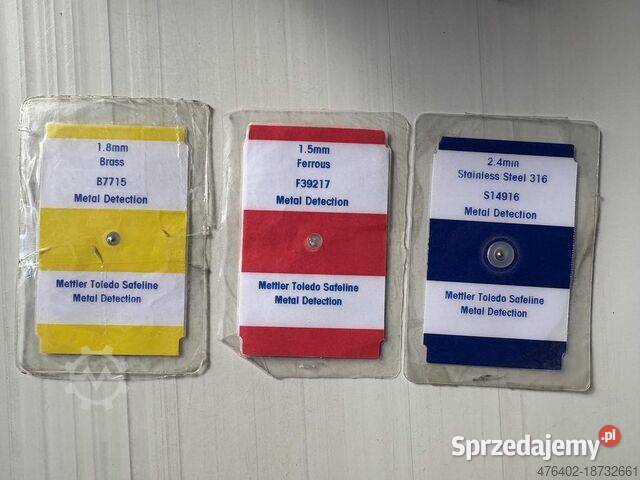 1.8mm
Brass
B7715
Metal Detection
Mettler Toledo Safeline
Metal Detection
1.5mm
Ferrous
F39217
Metal Detection
Mettler Toledo Safeline
Metal Detection
2.4mm
Stainless Steel 316
S14916
Metal Detection
Mettler Toledo Safeline
Metal Detection
Sprzedajemy.pl
476402-18732661